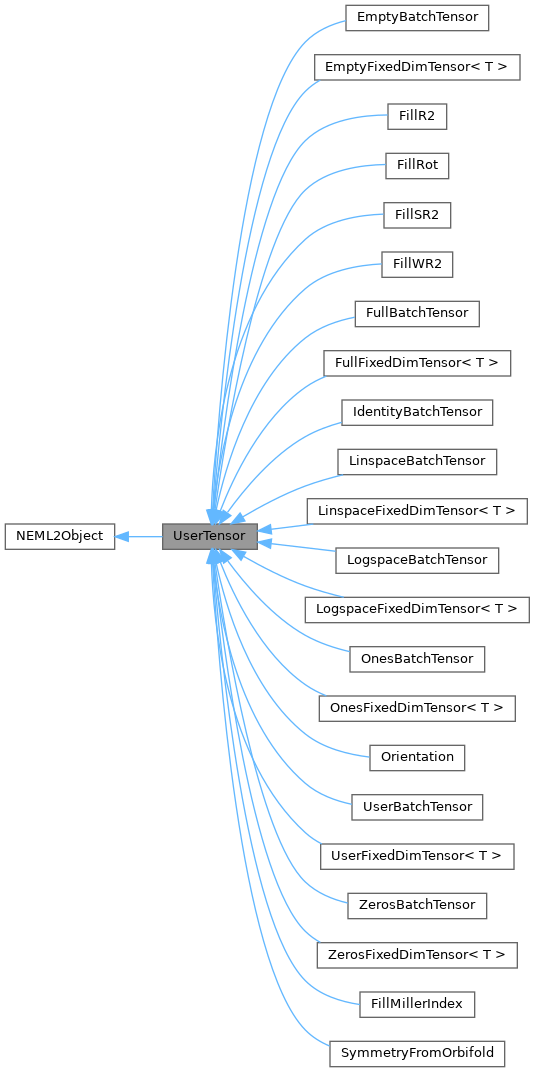 EmptyBatchTensor
EmptyFixedDimTensor< T >
FillR2
FillRot
FillSR2
FillWR2
FullBatchTensor
FullFixedDimTensor< T >
IdentityBatchTensor
LinspaceBatchTensor
LinspaceFixedDimTensor< T >
NEML2Object
UserTensor
LogspaceBatchTensor
LogspaceFixedDimTensor< T >
OnesBatchTensor
OnesFixedDimTensor< T >
Orientation
UserBatchTensor
UserFixedDimTensor< T >
ZerosBatchTensor
ZerosFixedDimTensor< T >
FillMillerIndex
SymmetryFromOrbifold